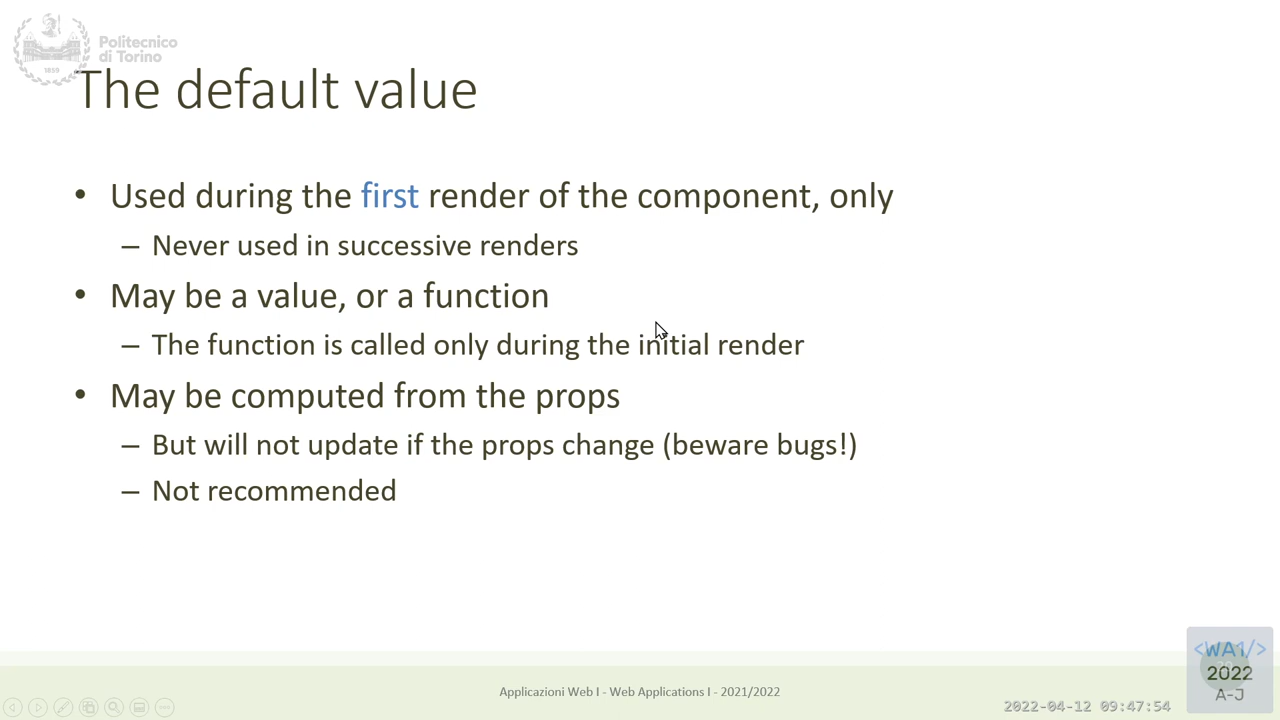 Politecnico
di Torino
1859
The default value
• Used during the first render of the component, only
– Never used in successive renders
• May be a value, or a function
– The function is called only during the initial render
• May be computed from the props
– But will not update if the props change (beware bugs!)
– Not recommended
Applicazioni Web I - Web Applications I - 2021/2022
2022-04-12 09:47:54
<WA1/>
2022
A-J